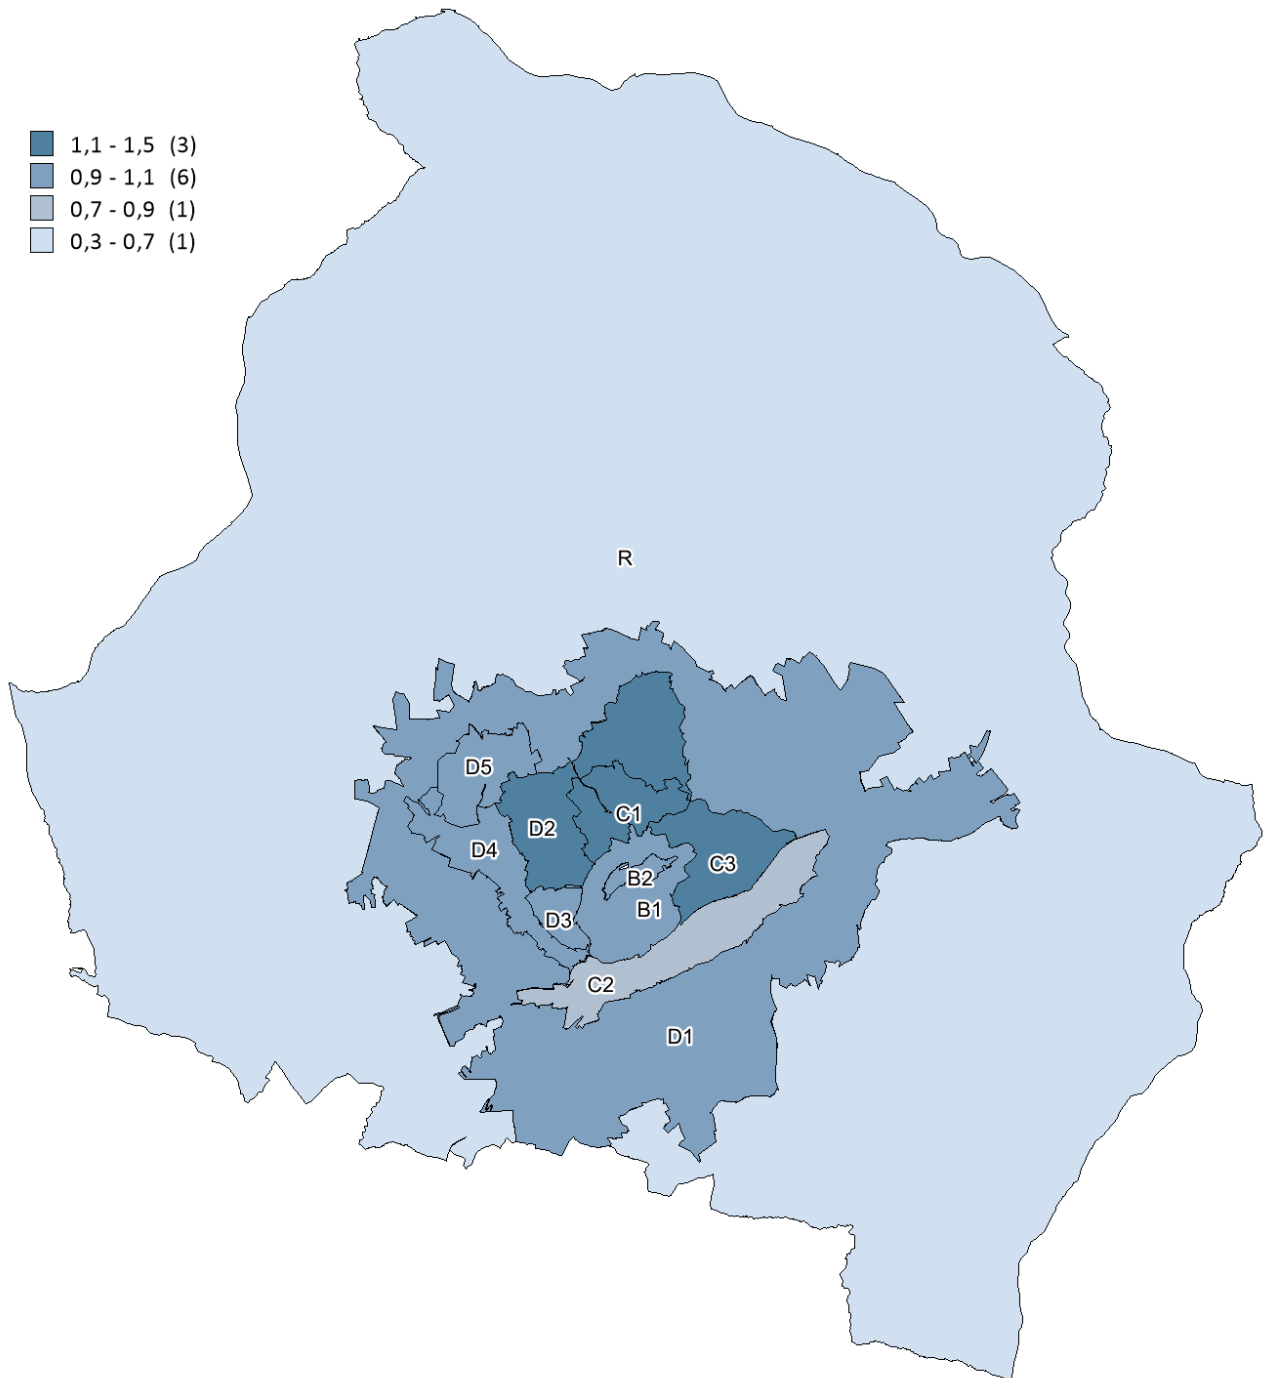 1,1 - 1,5 (3)
0,9 - 1,1 (6)
0,7 - 0,9 (1)
0,3 - 0,7 (1)
R
D5
C1
D2
D4
C3
B2
B1
D3
C2
D1